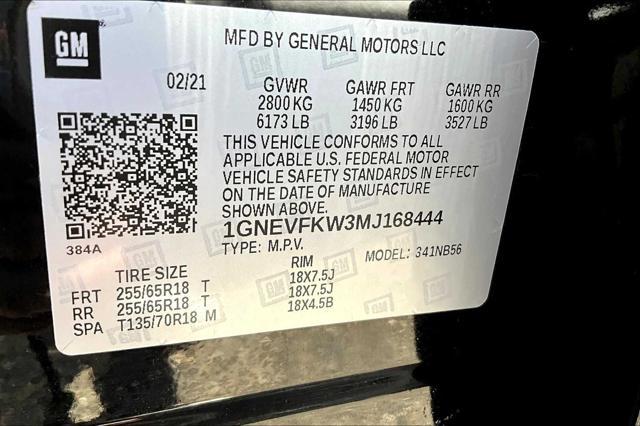 GM
MFD BY GENERAL MOTORS LLC
02/21
GVWR GAWR FRT GAWR RR
2800 KG 1450 KG 1600 KG
6173 LB 3196 LB 3527 LB
THIS VEHICLE CONFORMS TO ALL
APPLICABLE U.S. FEDERAL MOTOR
VEHICLE SAFETY STANDARDS IN EFFECT
ON THE DATE OF MANUFACTURE
SHOWN ABOVE.
1GNEVFKW3MJ168444
384A
TYPE: M.P.V. MODEL: 341NB56
TIRE SIZE RIM
FRT 255/65R18 T 18X7.5J
RR 255/65R18 T 18X7.5J
SPA T135/70R18 M 18X4.5B